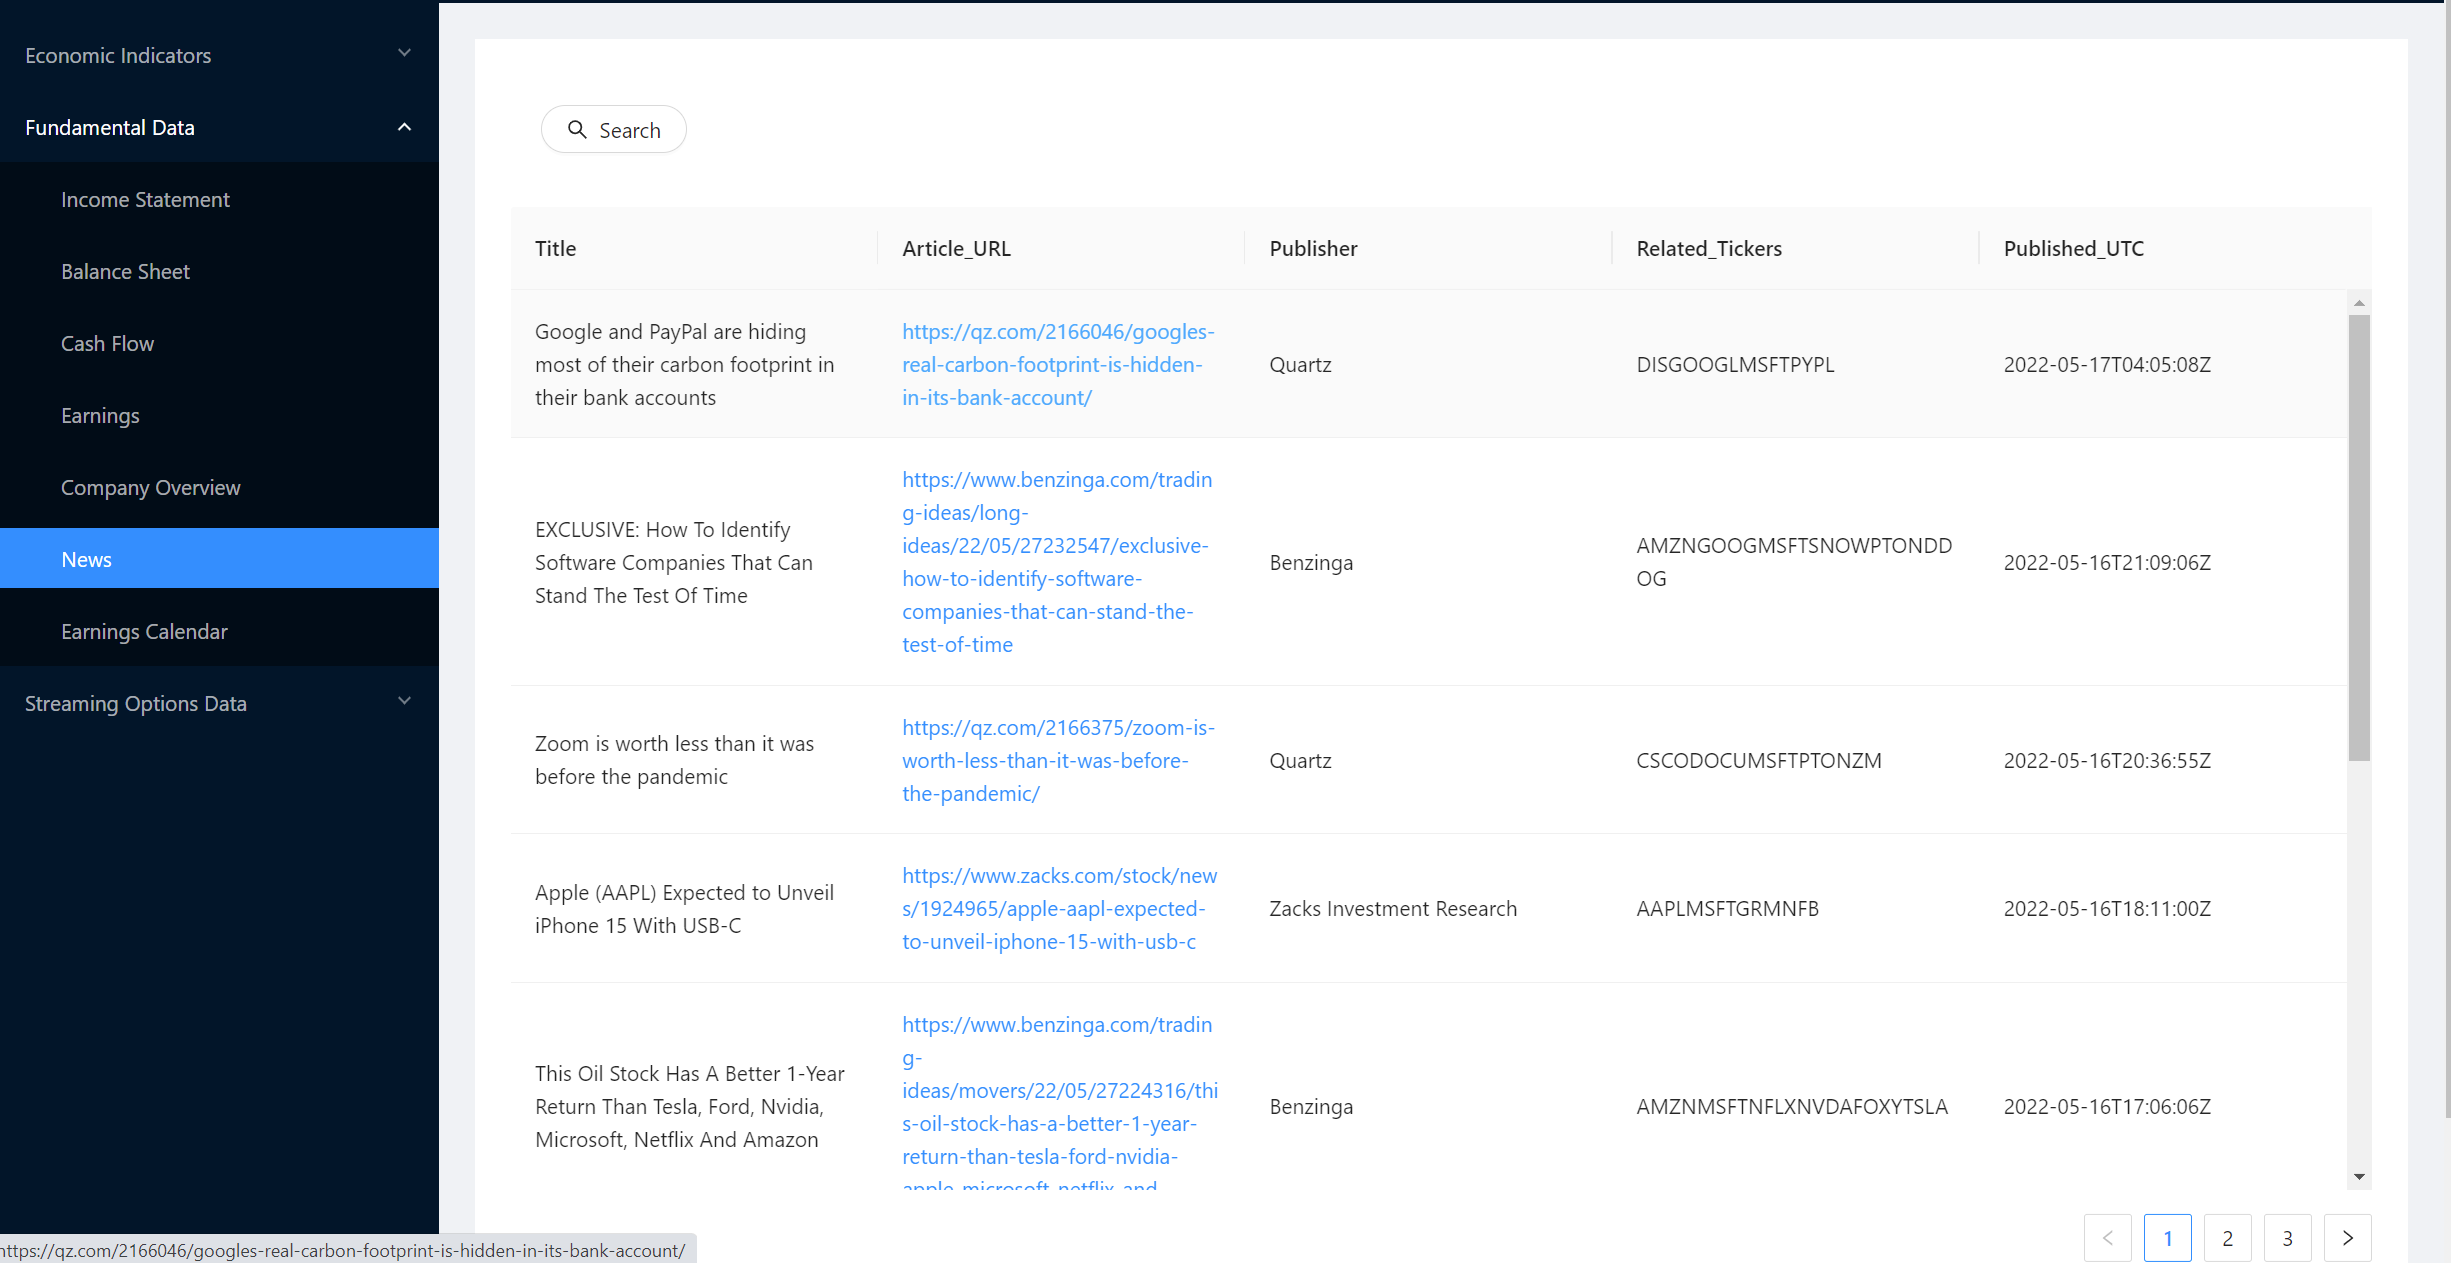 Economic Indicators
Fundamental Data
Income Statement
Balance Sheet
Cash Flow
Earnings
Company Overview
News
Earnings Calendar
Streaming Options Data
Search
Title
Article_URL
Publisher
Related_Tickers
Published_UTC
Google and PayPal are hiding
most of their carbon footprint in
their bank accounts
https://qz.com/2166046/googles-
real-carbon-footprint-is-hidden-
in-its-bank-account/
Quartz
DISGOOGLMSFTPYPL
2022-05-17T04:05:08Z
EXCLUSIVE: How To Identify
Software Companies That Can
Stand The Test Of Time
https://www.benzinga.com/tradin
g-ideas/long-
ideas/22/05/27232547/exclusive-
how-to-identify-software-
companies-that-can-stand-the-
test-of-time
Benzinga
AMZNGOOGMSFTSNOWPTONDD
OG
2022-05-16T21:09:06Z
Zoom is worth less than it was
before the pandemic
https://qz.com/2166375/zoom-is-
worth-less-than-it-was-before-
the-pandemic/
Quartz
CSCODOCUMSFTPTONZM
2022-05-16T20:36:55Z
Apple (AAPL) Expected to Unveil
iPhone 15 With USB-C
https://www.zacks.com/stock/new
s/1924965/apple-aapl-expected-
to-unveil-iphone-15-with-usb-c
Zacks Investment Research
AAPLMSFTGRMNFB
2022-05-16T18:11:00Z
This Oil Stock Has A Better 1-Year
Return Than Tesla, Ford, Nvidia,
Microsoft, Netflix And Amazon
https://www.benzinga.com/tradin
g-
ideas/movers/22/05/27224316/thi
s-oil-stock-has-a-better-1-year-
return-than-tesla-ford-nvidia-
apple-microsoft-netflix-and
Benzinga
AMZNMSFTNFLXNVDAFOXYTSLA
2022-05-16T17:06:06Z
1
2
3
https://qz.com/2166046/googles-real-carbon-footprint-is-hidden-in-its-bank-account/